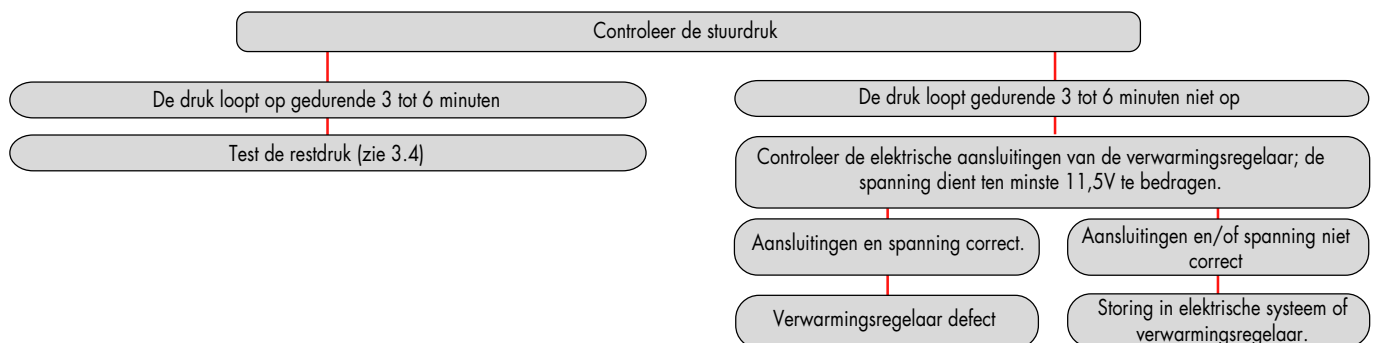 Controleer de stuurdruk
De druk loopt op gedurende 3 tot 6 minuten
Test de restdruk (zie 3.4)
De druk loopt gedurende 3 tot 6 minuten niet op
Controleer de elektrische aansluitingen van de verwarmingsregelaar; de
spanning dient ten minste 11,5V te bedragen.
Aansluitingen en spanning correct.
Verwarmingsregelaar defect
Aansluitingen en/of spanning niet
correct
Storing in elektrische systeem of
verwarmingsregelaar.